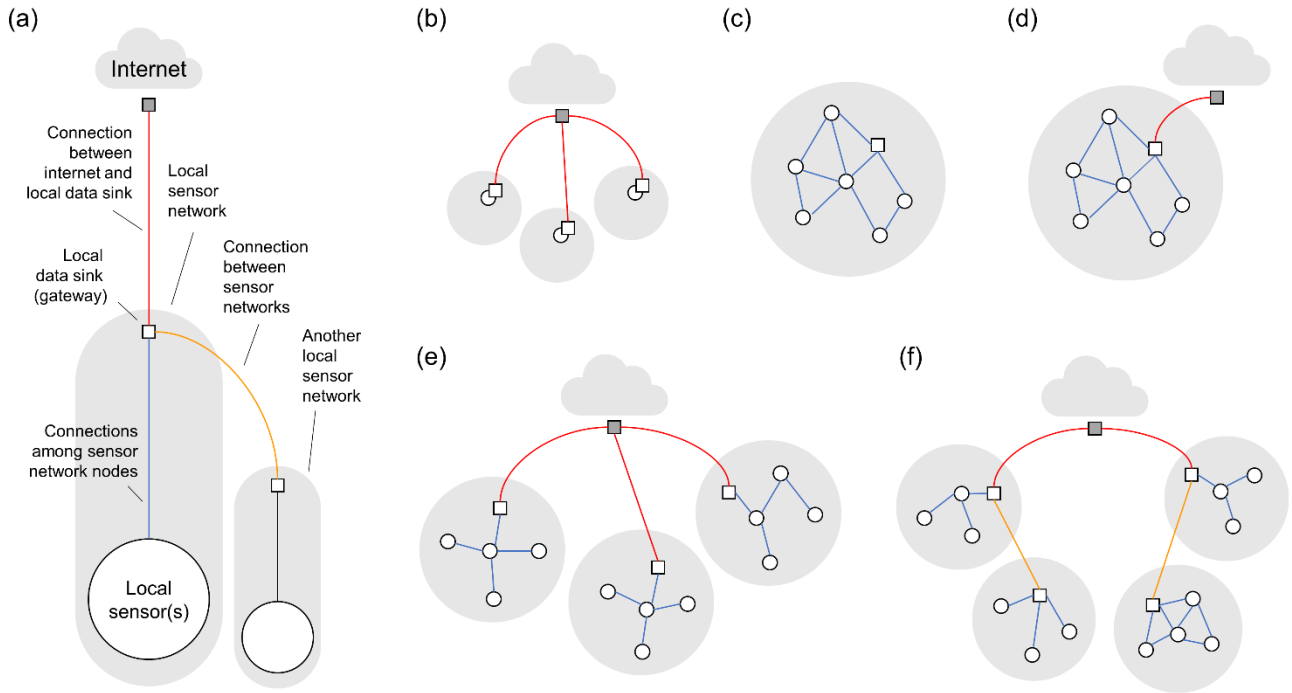 (a)
Internet
Connection
between
internet and
local data sink
Local
sensor
network
Local
data sink
(gateway)
Connection
between
sensor
networks
Another
local
sensor
network
Connections
among sensor
network nodes
Local
sensor(s)
(b)
(c)
(d)
(e)
(f)